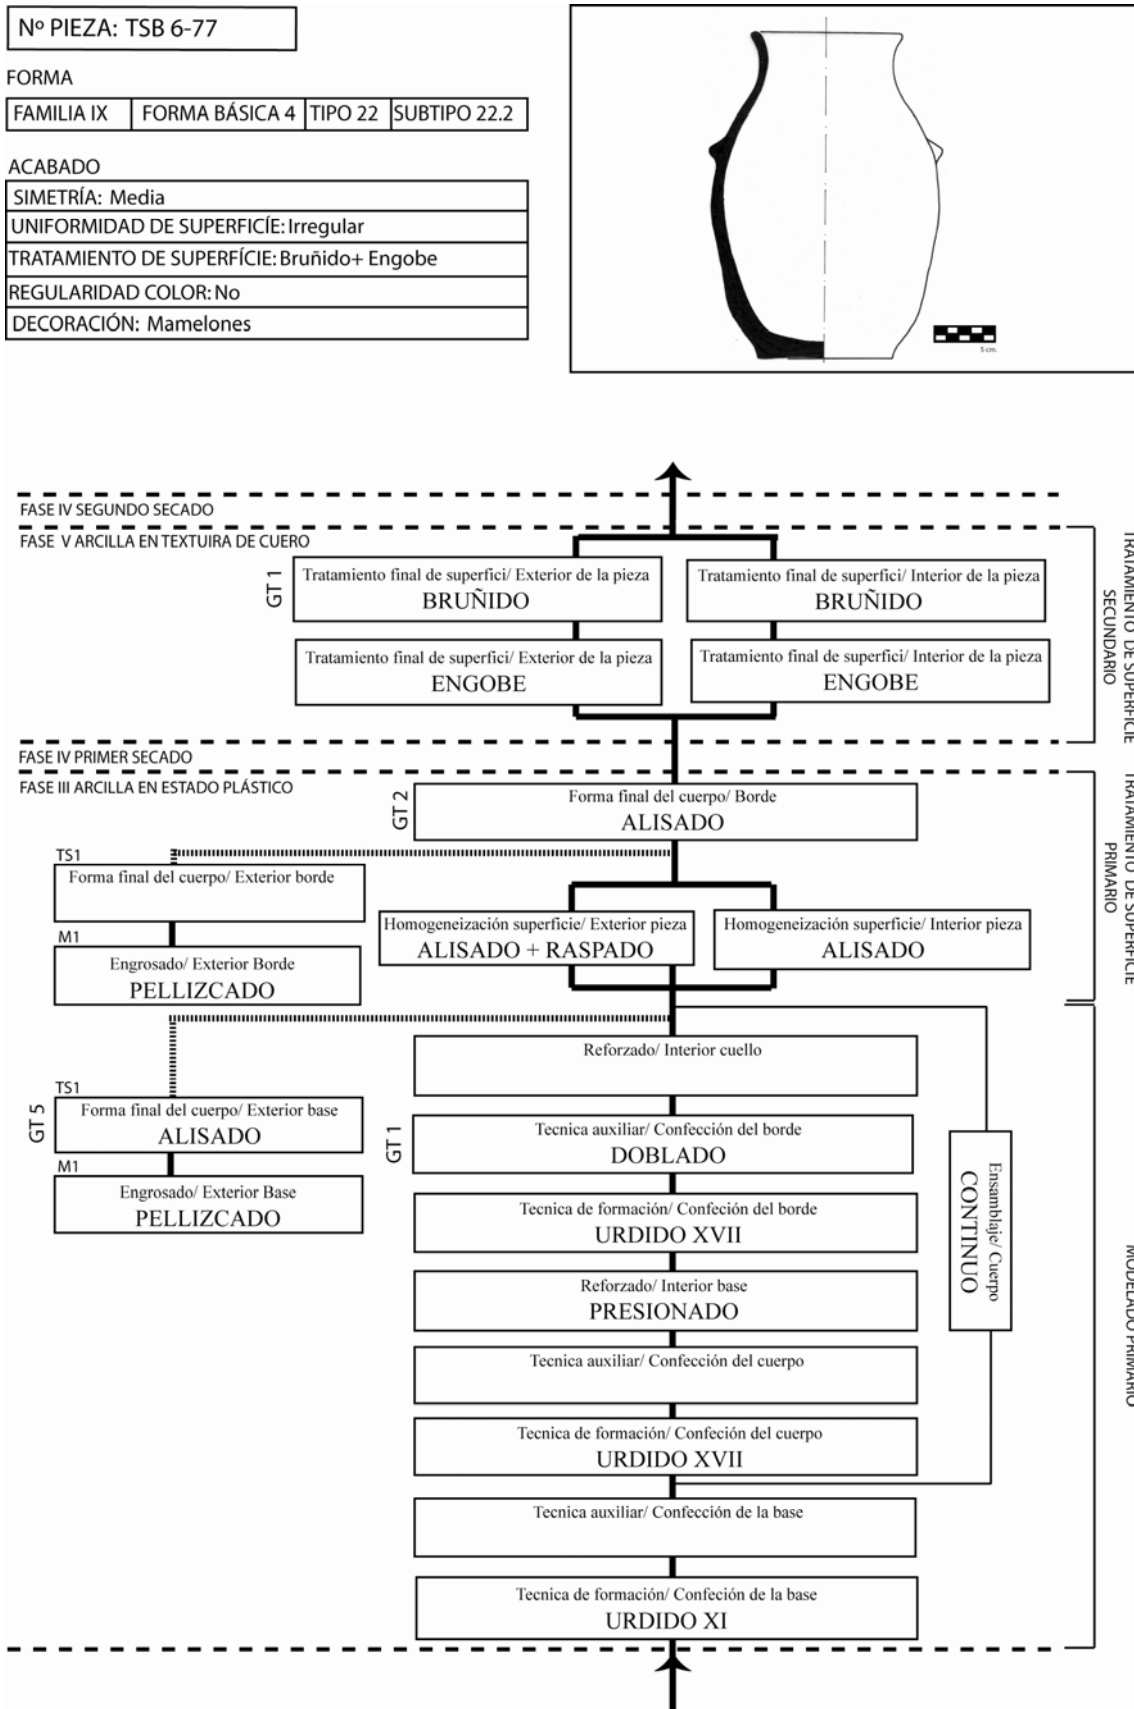 Nº PIEZA: TSB 6-77
FORMA
FAMILIA IX FORMA BÁSICA 4 TIPO 22 SUBTIPO 22.2
ACABADO
SIMETRÍA: Media
UNIFORMIDAD DE SUPERFICÍE: Irregular
TRATAMIENTO DE SUPERFÍCIE: Bruñido+ Engobe
REGULARIDAD COLOR: No
DECORACIÓN: Mamelones
5 cm.
FASE IV SEGUNDO SECADO
FASE V ARCILLA EN TEXTUIRA DE CUERO
GT 1
Tratamiento final de superfici/ Exterior de la pieza
BRUÑIDO
Tratamiento final de superfici/ Interior de la pieza
BRUÑIDO
Tratamiento final de superfici/ Exterior de la pieza
ENGOBE
Tratamiento final de superfici/ Interior de la pieza
ENGOBE
TRATAMIENTO DE SUPERFICIE
SECUNDARIO
FASE IV PRIMER SECADO
FASE III ARCILLA EN ESTADO PLÁSTICO
GT 2
Forma final del cuerpo/ Borde
ALISADO
TS1
Forma final del cuerpo/ Exterior borde
M1
Engrosado/ Exterior Borde
PELLIZCADO
Homogeneización superficie/ Exterior pieza
ALISADO + RASPADO
Homogeneización superficie/ Interior pieza
ALISADO
TRATAMIENTO DE SUPERFICIE
PRIMARIO
Reforzado/ Interior cuello
TS1
GT 5
Forma final del cuerpo/ Exterior base
ALISADO
M1
Engrosado/ Exterior Base
PELLIZCADO
GT 1
Tecnica auxiliar/ Confección del borde
DOBLADO
Tecnica de formación/ Confeción del borde
URDIDO XVII
Reforzado/ Interior base
PRESIONADO
Tecnica auxiliar/ Confección del cuerpo
Tecnica de formación/ Confeción del cuerpo
URDIDO XVII
Ensamblaje/ Cuerpo
CONTINUO
Tecnica auxiliar/ Confección de la base
Tecnica de formación/ Confeción de la base
URDIDO XI
MODELADO PRIMARIO